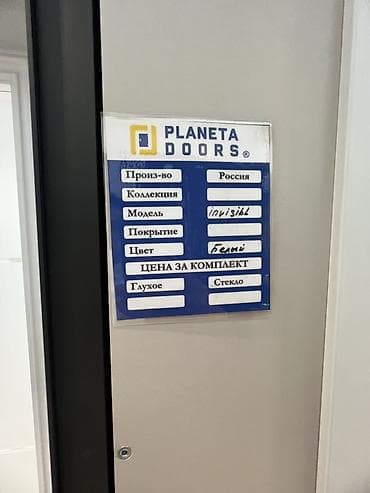 PLANETA
DOORS®
Произ-во Россия
Коллекция
Модель invisibl
Покрытие
Цвет Белый
ЦЕНА ЗА КОМПЛЕКТ
Глухое Стекло